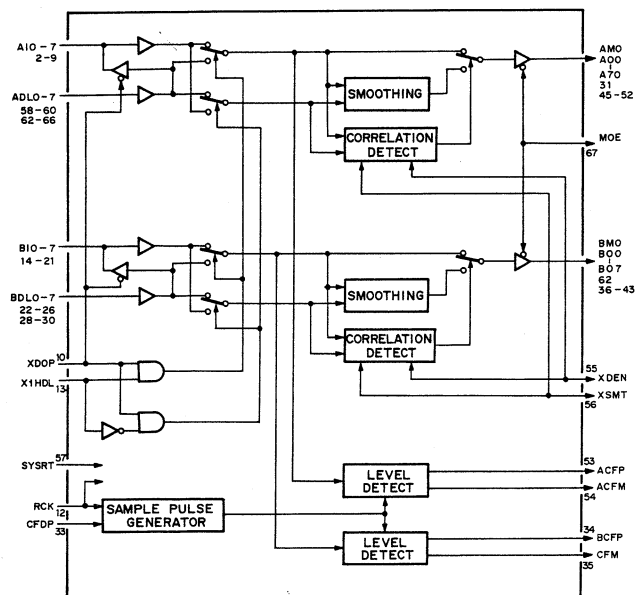 AI0-7
2-9
ADL0-7
58-60
62-66
SMOOTHING
CORRELATION
DETECT
AM0
A00
A70
31
45-52
MOE
67
BI0-7
14-21
BDL0-7
22-26
28-30
SMOOTHING
CORRELATION
DETECT
BM0
B00
B07
62
36-43
XDOP 10
X1HDL
13
55
XDEN
XSMT
56
57
SYSRT
RCK
12
CFDP
33
SAMPLE PULSE
GENERATOR
LEVEL
DETECT
LEVEL
DETECT
53
ACFP
ACFM
54
34
BCFP
CFM
35